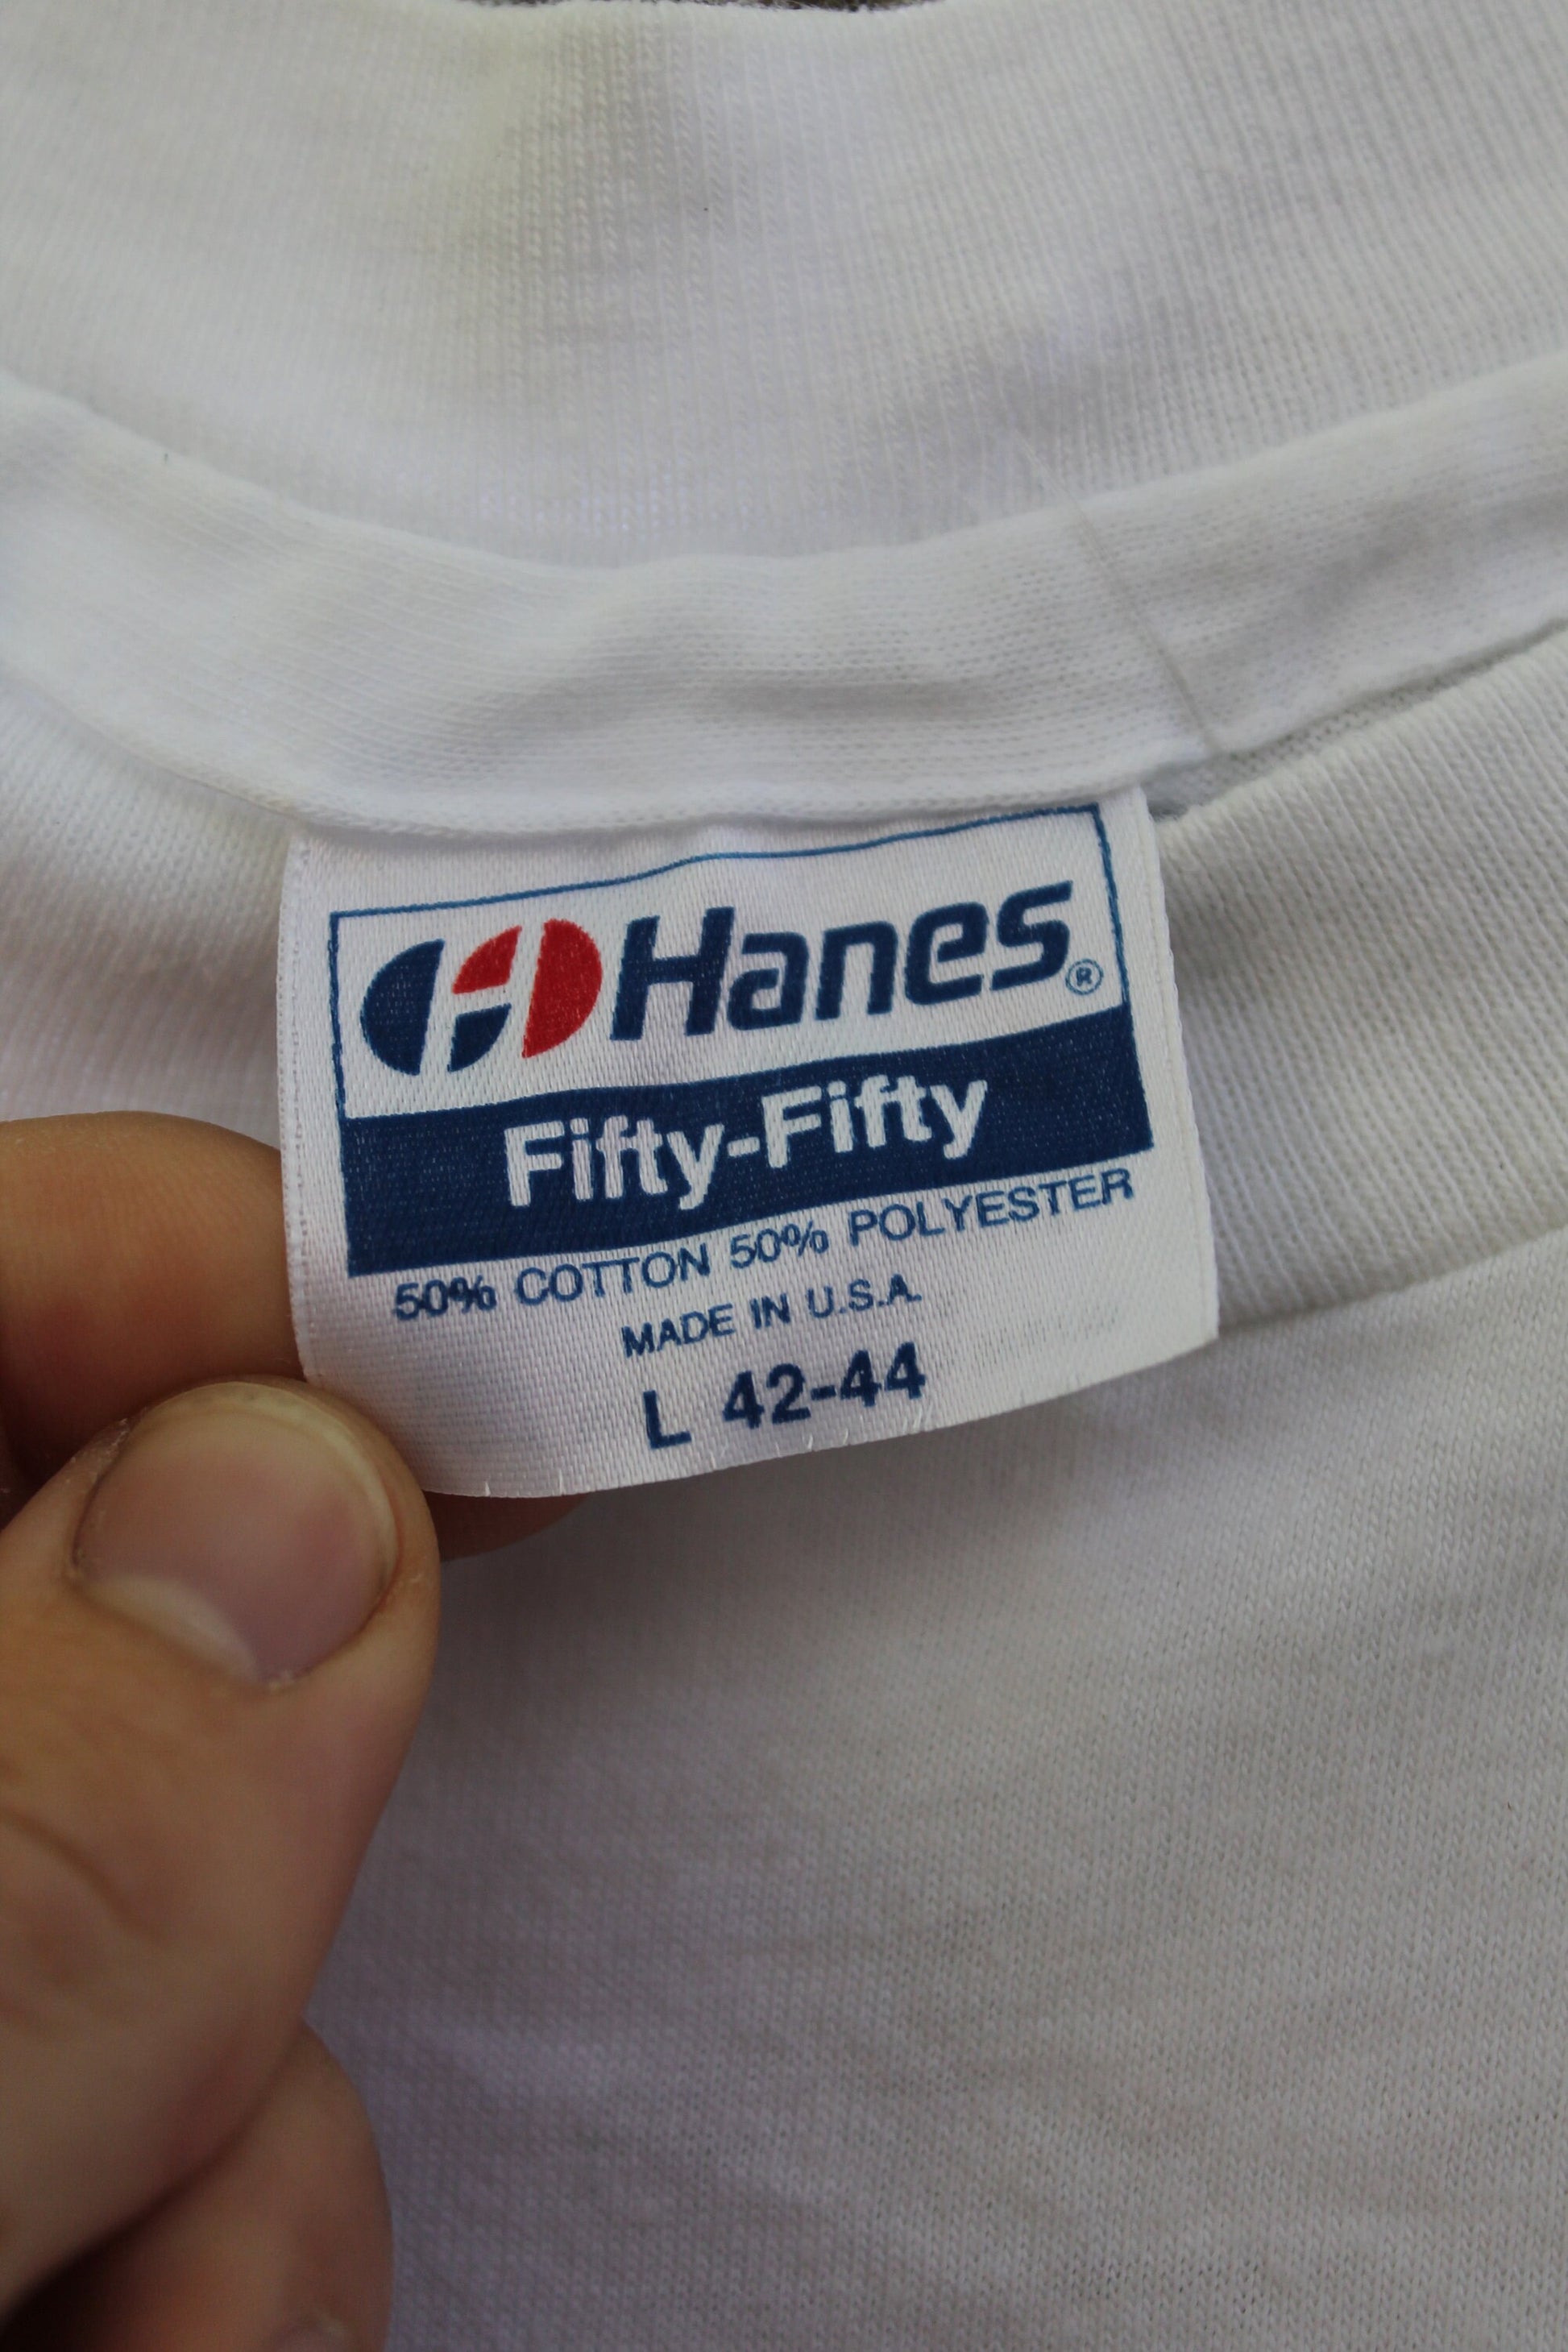 Hanes®
Fifty-Fifty
50% COTTON 50% POLYESTER
MADE IN U.S.A.
L 42-44